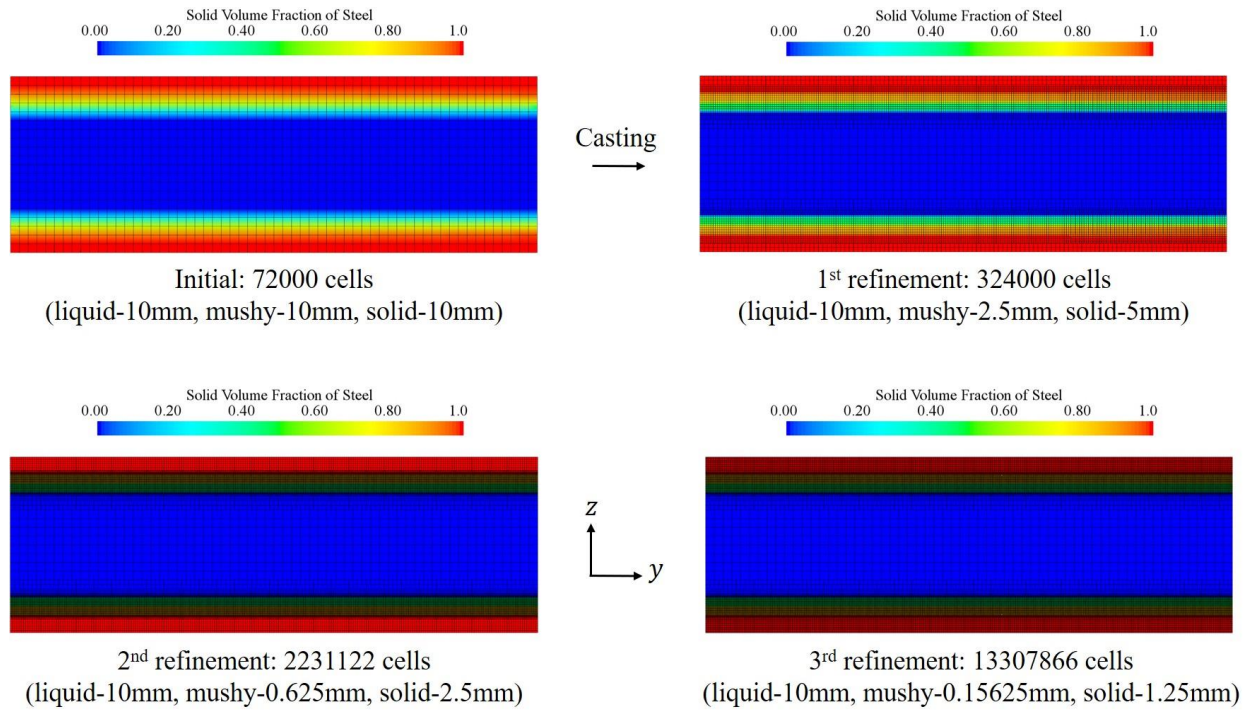 Solid Volume Fraction of Steel
0.00 0.20 0.40 0.60 0.80 1.0
Initial: 72000 cells
(liquid-10mm, mushy-10mm, solid-10mm)
Casting
Solid Volume Fraction of Steel
0.00 0.20 0.40 0.60 0.80 1.0
1st refinement: 324000 cells
(liquid-10mm, mushy-2.5mm, solid-5mm)
Solid Volume Fraction of Steel
0.00 0.20 0.40 0.60 0.80 1.0
2nd refinement: 2231122 cells
(liquid-10mm, mushy-0.625mm, solid-2.5mm)
z
y
Solid Volume Fraction of Steel
0.00 0.20 0.40 0.60 0.80 1.0
3rd refinement: 13307866 cells
(liquid-10mm, mushy-0.15625mm, solid-1.25mm)